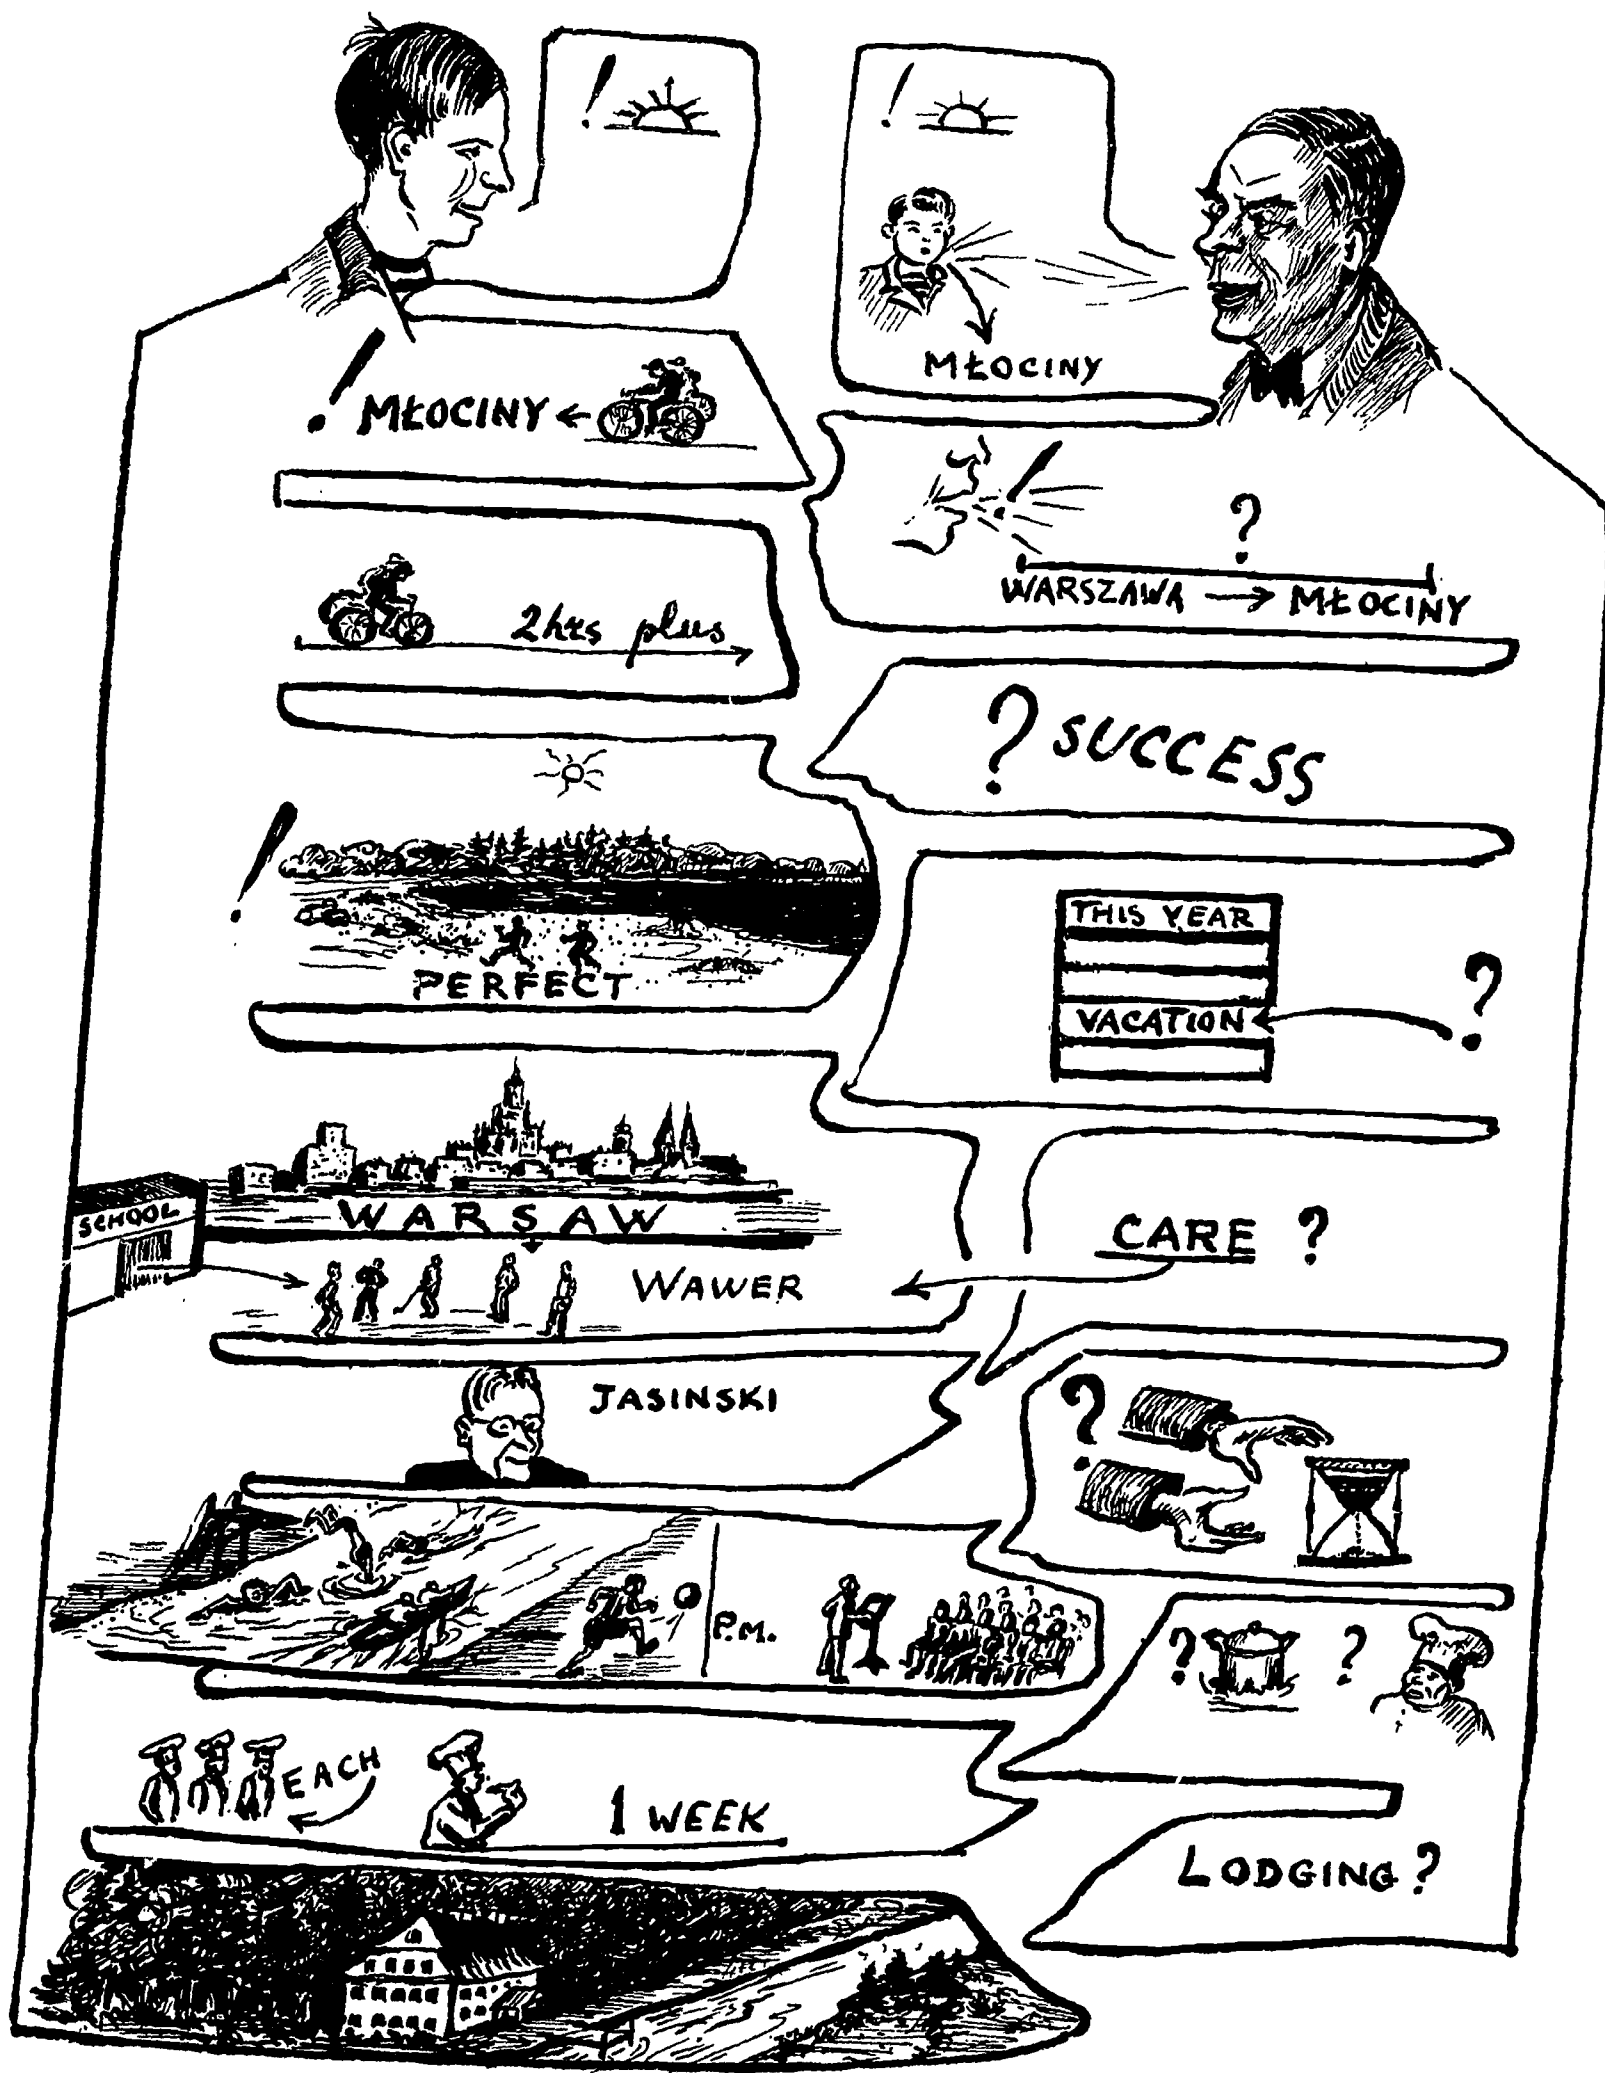 !
!
MŁOCINY
! MŁOCINY ←
!
?
WARSZAWA → MŁOCINY
2hrs plus
? SUCCESS
!
PERFECT
THIS YEAR
VACATION
?
SCHOOL
WARSAW
WAWER
CARE ?
JASINSKI
?
P.M.
? ?
EACH
1 WEEK
LODGING?